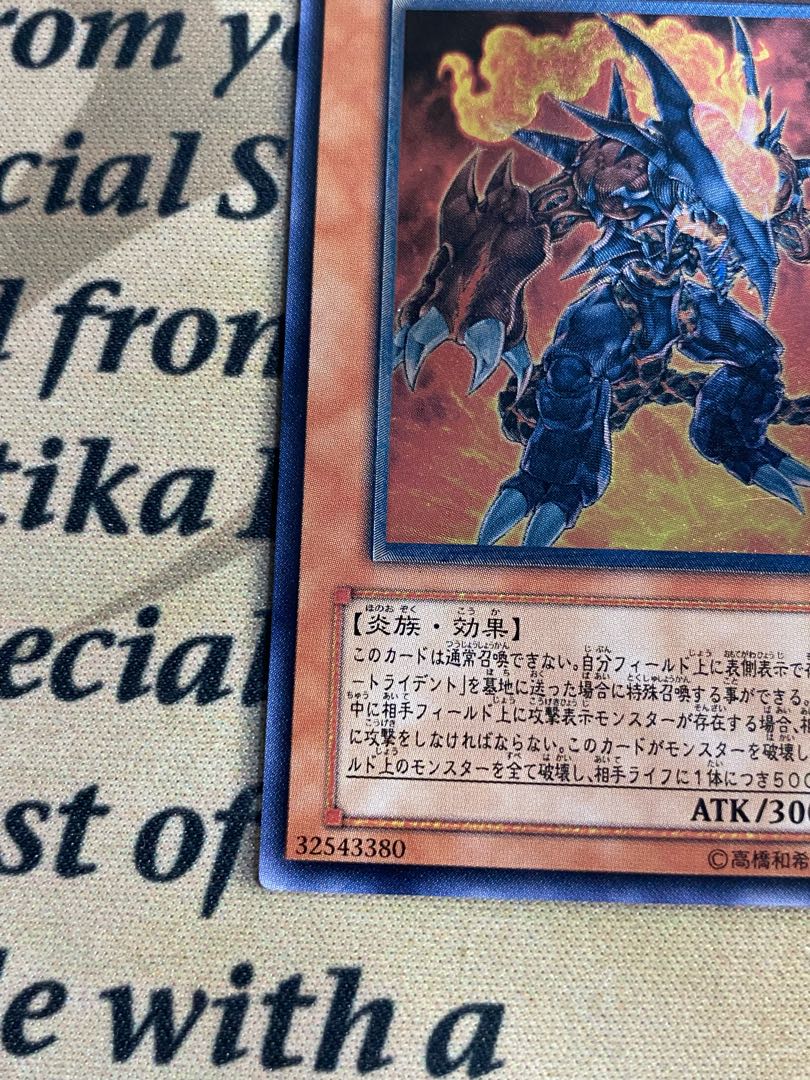 om y
cial S
fron
tika
【炎族・効果】
このカードは通常召喚できない。自分フィールド上に表側表示で
ートライデント」を墓地に送った場合に特殊召喚する事ができる。
中に相手フィールド上に攻撃表示モンスターが存在する場合、相
に攻撃をしなければならない。このカードがモンスターを破壊し
ルド上のモンスターを全て破壊し、相手ライフに1体につき500
ecial
ATK/300
st of
32543380
©高橋和希
e with a